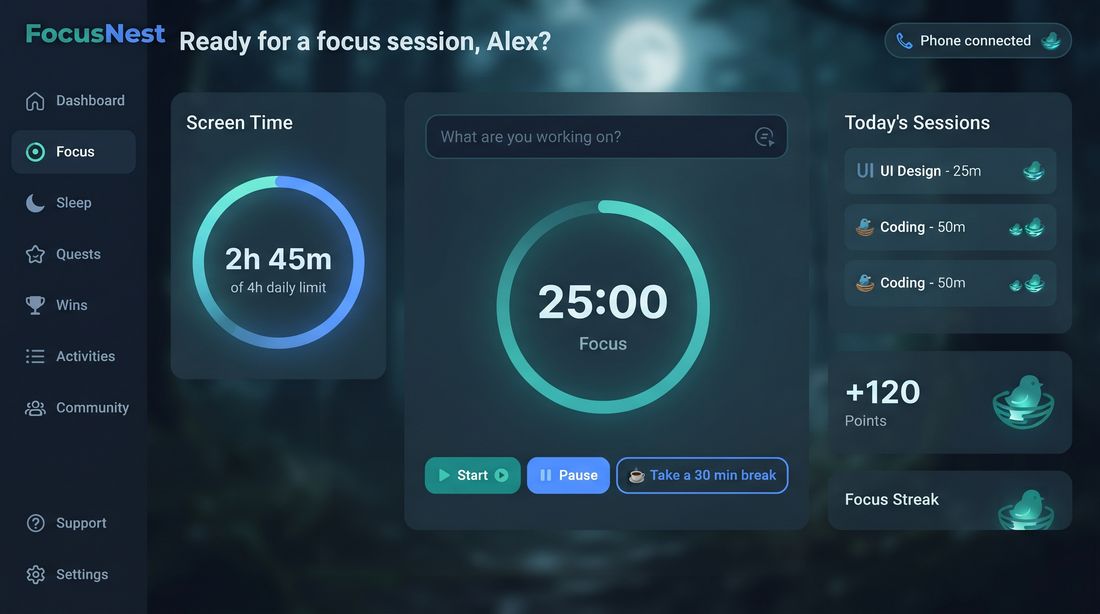 FocusNest
Ready for a focus session, Alex?
Phone connected
Dashboard
Focus
Sleep
Quests
Wins
Activities
Community
Support
Settings
Screen Time
2h 45m
of 4h daily limit
What are you working on?
25:00
Focus
Start
Pause
Take a 30 min break
Today's Sessions
UI UI Design - 25m
Coding - 50m
Coding - 50m
+120
Points
Focus Streak